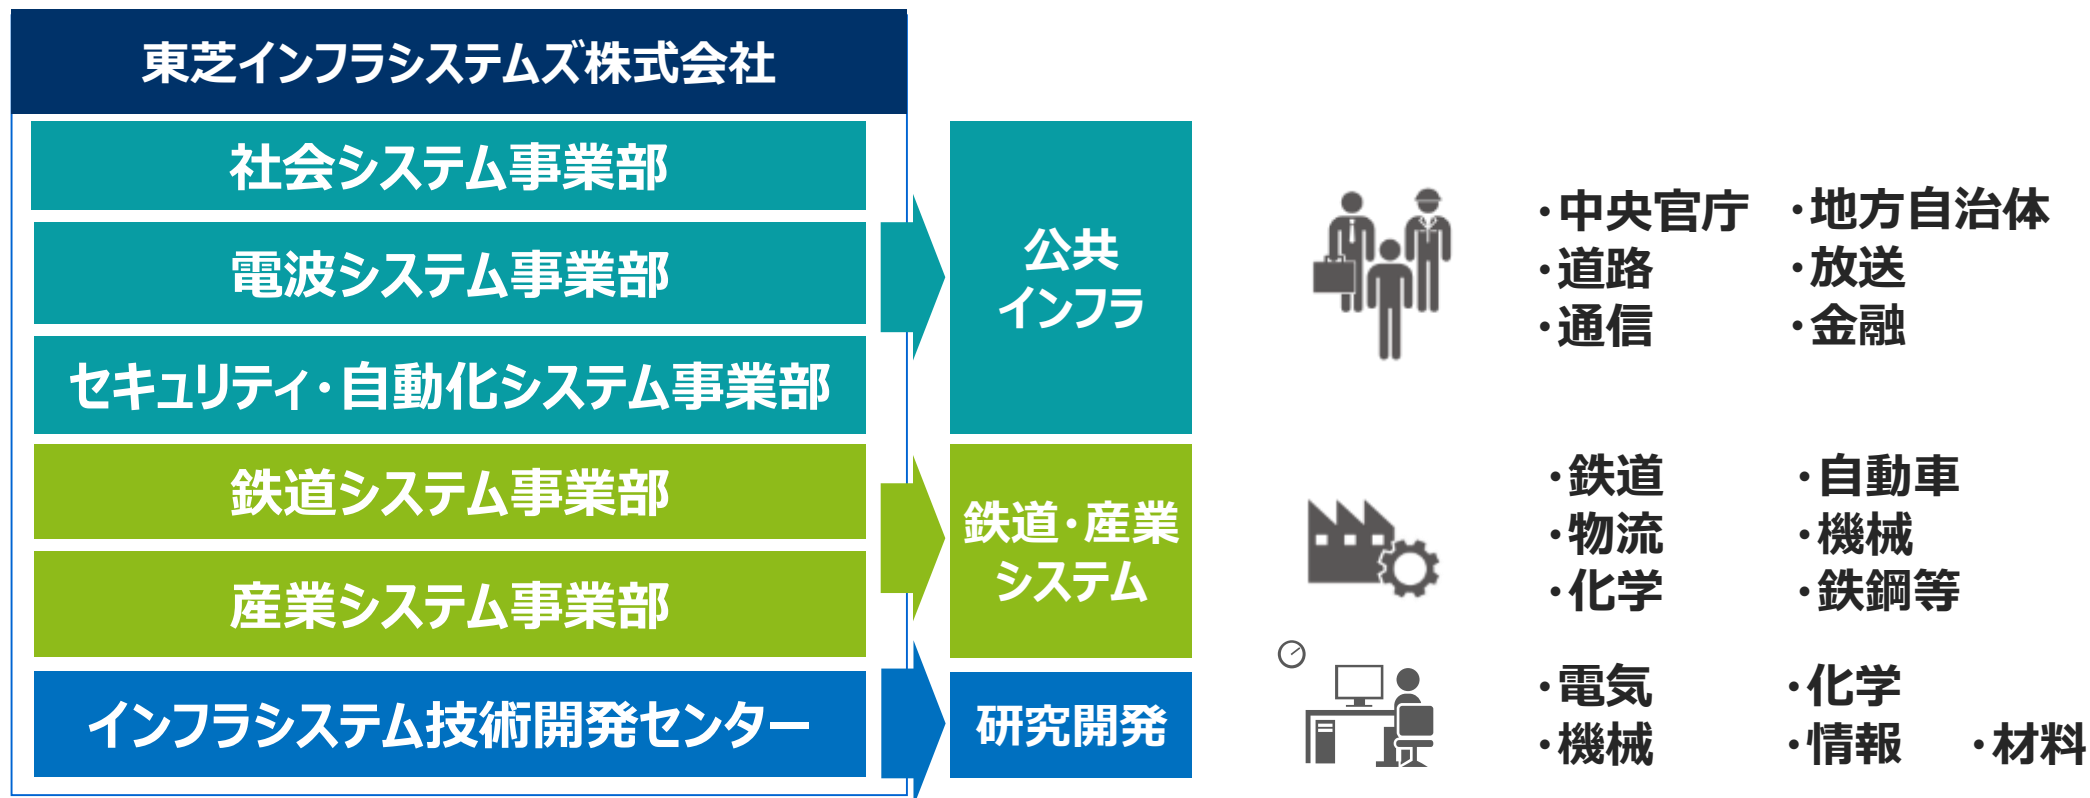 東芝インフラシステムズ株式会社
社会システム事業部
電波システム事業部
セキュリティ・自動化システム事業部
鉄道システム事業部
産業システム事業部
インフラシステム技術開発センター
公共
インフラ
鉄道・産業
システム
研究開発
・中央官庁 ・地方自治体
・道路 ・放送
・通信 ・金融
・鉄道 ・自動車
・物流 ・機械
・化学 ・鉄鋼等
・電気 ・化学
・機械 ・情報 ・材料